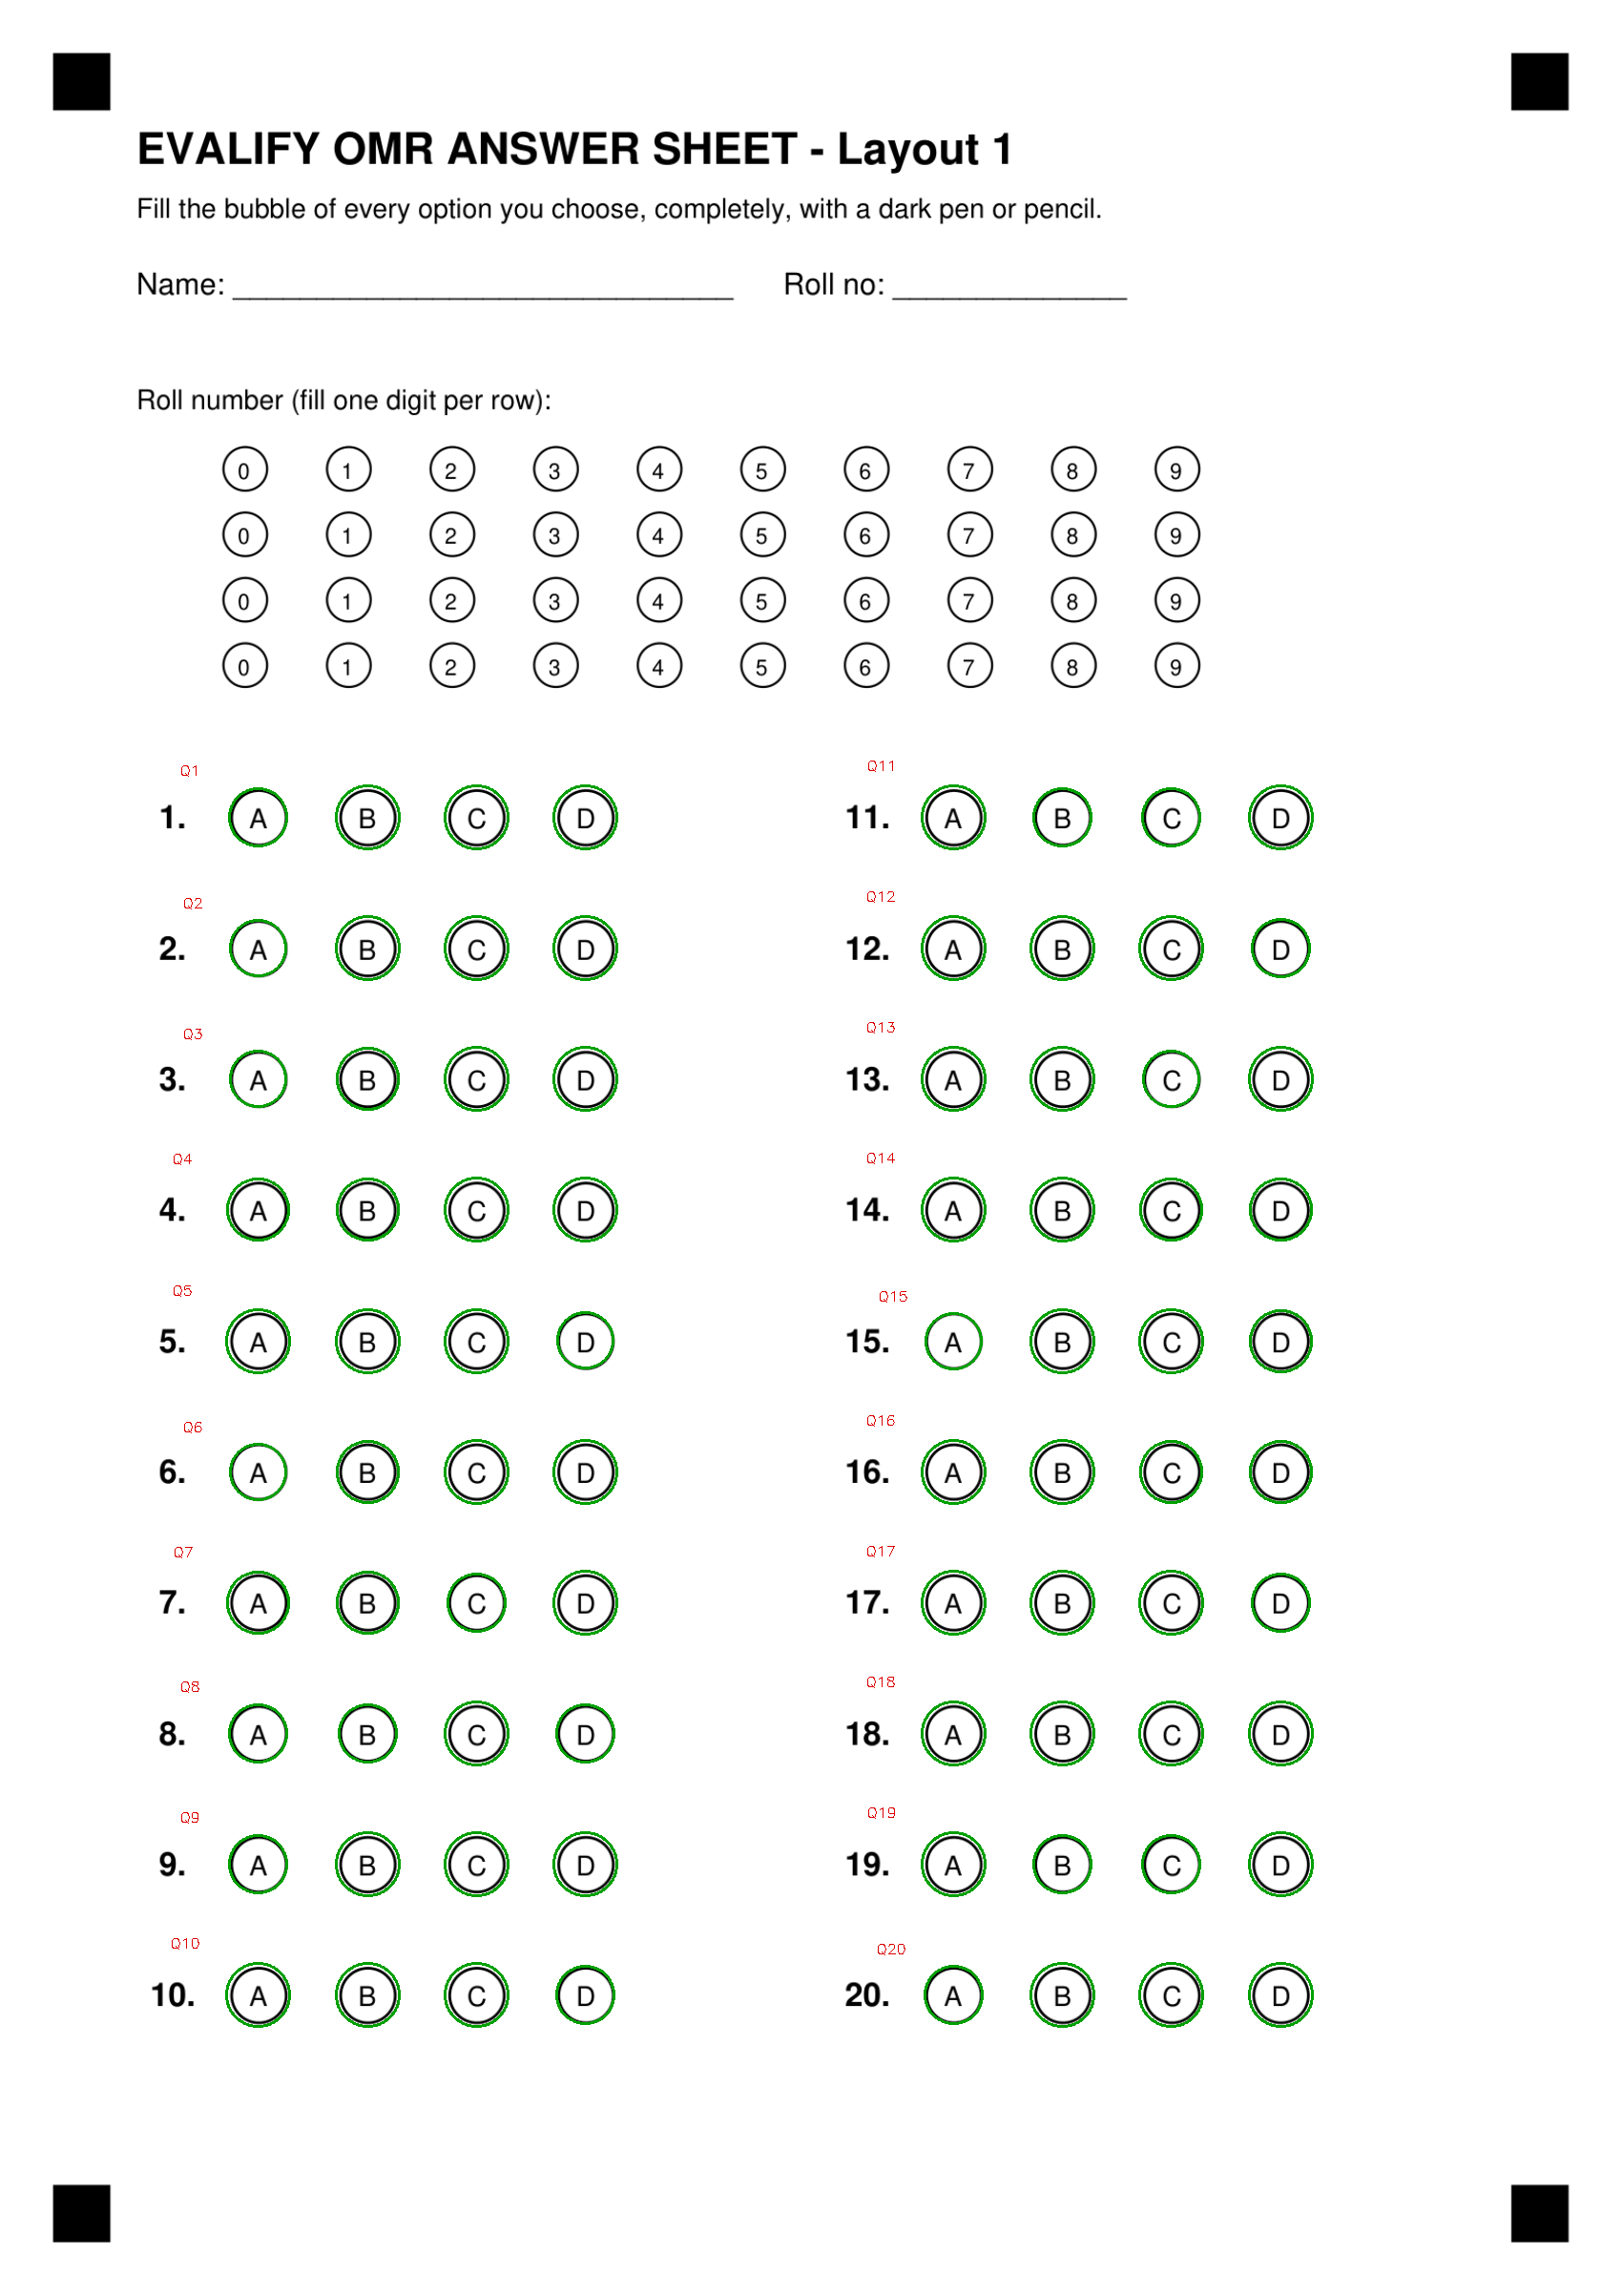 EVALIFY OMR ANSWER SHEET - Layout 1
Fill the bubble of every option you choose, completely, with a dark pen or pencil.
Name: ______________________________ Roll no: ______________
Roll number (fill one digit per row):
0 1 2 3 4 5 6 7 8 9
0 1 2 3 4 5 6 7 8 9
0 1 2 3 4 5 6 7 8 9
0 1 2 3 4 5 6 7 8 9
Q1
1. A B C D
Q2
2. A B C D
Q3
3. A B C D
Q4
4. A B C D
Q5
5. A B C D
Q6
6. A B C D
Q7
7. A B C D
Q8
8. A B C D
Q9
9. A B C D
Q10
10. A B C D
Q11
11. A B C D
Q12
12. A B C D
Q13
13. A B C D
Q14
14. A B C D
Q15
15. A B C D
Q16
16. A B C D
Q17
17. A B C D
Q18
18. A B C D
Q19
19. A B C D
Q20
20. A B C D